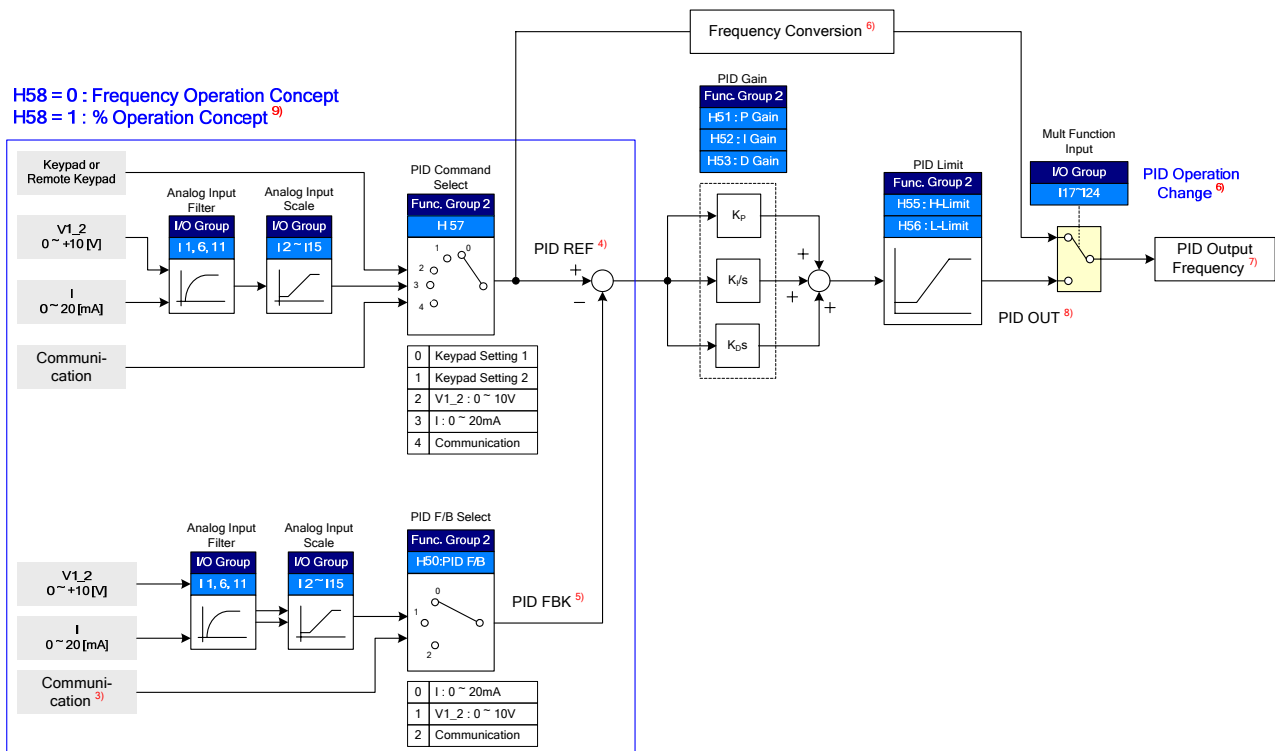 Frequency Conversion 6)
H58 = 0 : Frequency Operation Concept
H58 = 1 : % Operation Concept 9)
Keypad or
Remote Keypad
V1_2
0 ~ +10 [V]
I
0 ~ 20 [mA]
Communi-
cation
Analog Input
Filter
I/O Group
I 1, 6, 11
Analog Input
Scale
I/O Group
I 2 ~ I15
PID Command
Select
Func. Group 2
H 57
1
0
2
3
4
0 Keypad Setting 1
1 Keypad Setting 2
2 V1_2 : 0 ~ 10V
3 I : 0 ~ 20mA
4 Communication
PID REF 4)
+
−
PID Gain
Func. Group 2
H51 : P Gain
H52 : I Gain
H53 : D Gain
KP
KI/s
KDs
+
+
+
PID Limit
Func. Group 2
H55 : H-Limit
H56 : L-Limit
PID OUT 8)
Mult Function
Input
I/O Group
I17~I24
PID Operation
Change 6)
PID Output
Frequency 7)
V1_2
0 ~ +10 [V]
I
0 ~ 20 [mA]
Communi-
cation 3)
Analog Input
Filter
I/O Group
I 1, 6, 11
Analog Input
Scale
I/O Group
I 2 ~ I15
PID F/B Select
Func. Group 2
H50:PID F/B
0
1
2
PID FBK 5)
0 I : 0 ~ 20mA
1 V1_2 : 0 ~ 10V
2 Communication